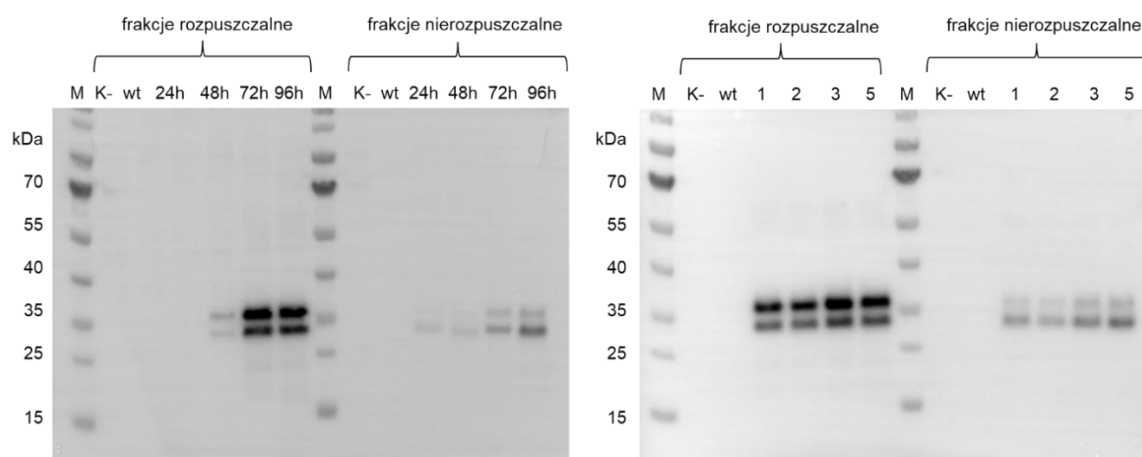 frakcje rozpuszczalne frakcje nierozpuszczalne
M K- wt 24h 48h 72h 96h M K- wt 24h 48h 72h 96h
kDa
70
55
40
35
25
15
frakcje rozpuszczalne frakcje nierozpuszczalne
M K- wt 1 2 3 5 M K- wt 1 2 3 5
kDa
70
55
40
35
25
15